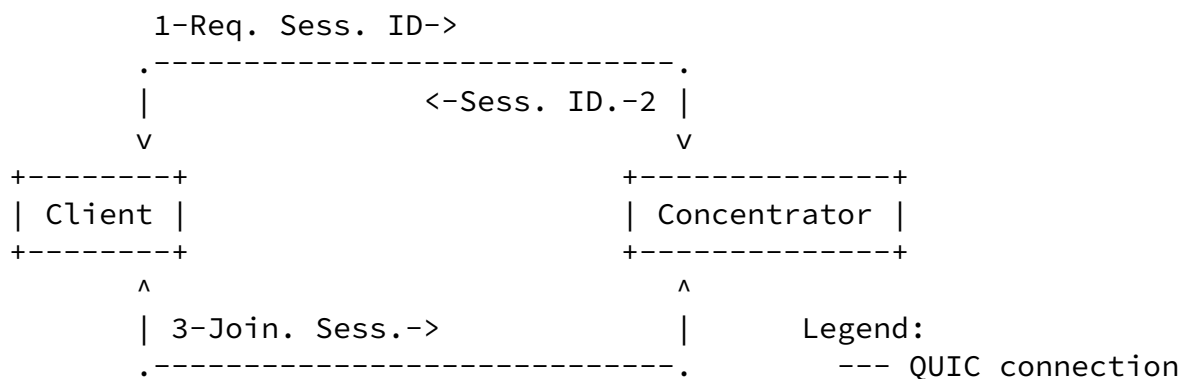 1-Req. Sess. ID->
<-Sess. ID.-2
Client
Concentrator
3-Join. Sess.->
Legend:
--- QUIC connection